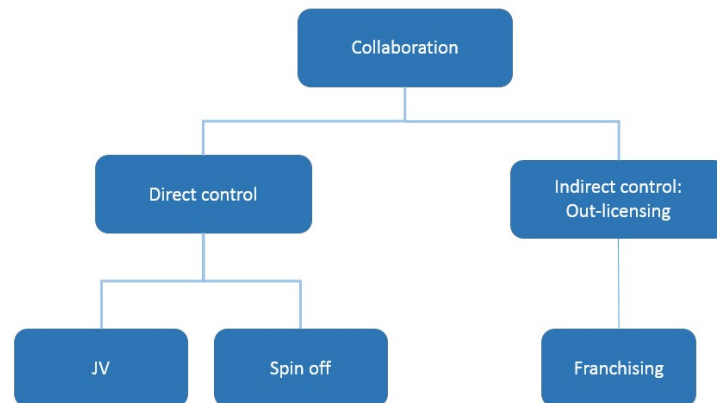 Collaboration
Direct control
Indirect control:
Out-licensing
JV
Spin off
Franchising